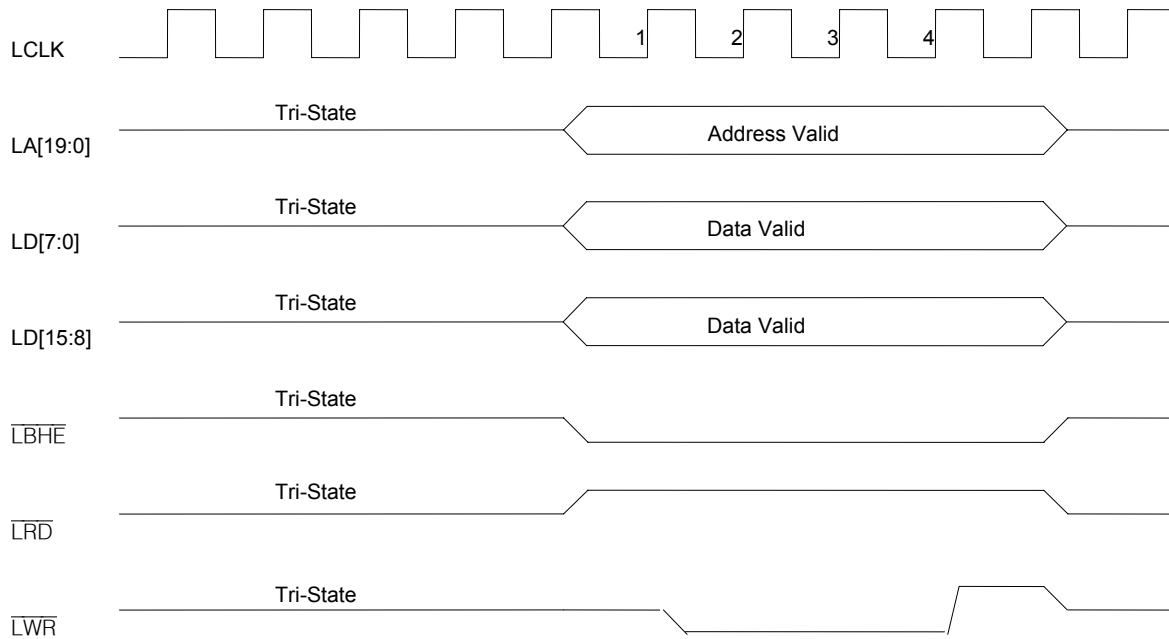 LCLK
1 2 3 4
Tri-State
LA[19:0]
Address Valid
Tri-State
LD[7:0]
Data Valid
Tri-State
LD[15:8]
Data Valid
Tri-State
LBHE
Tri-State
LRD
Tri-State
LWR